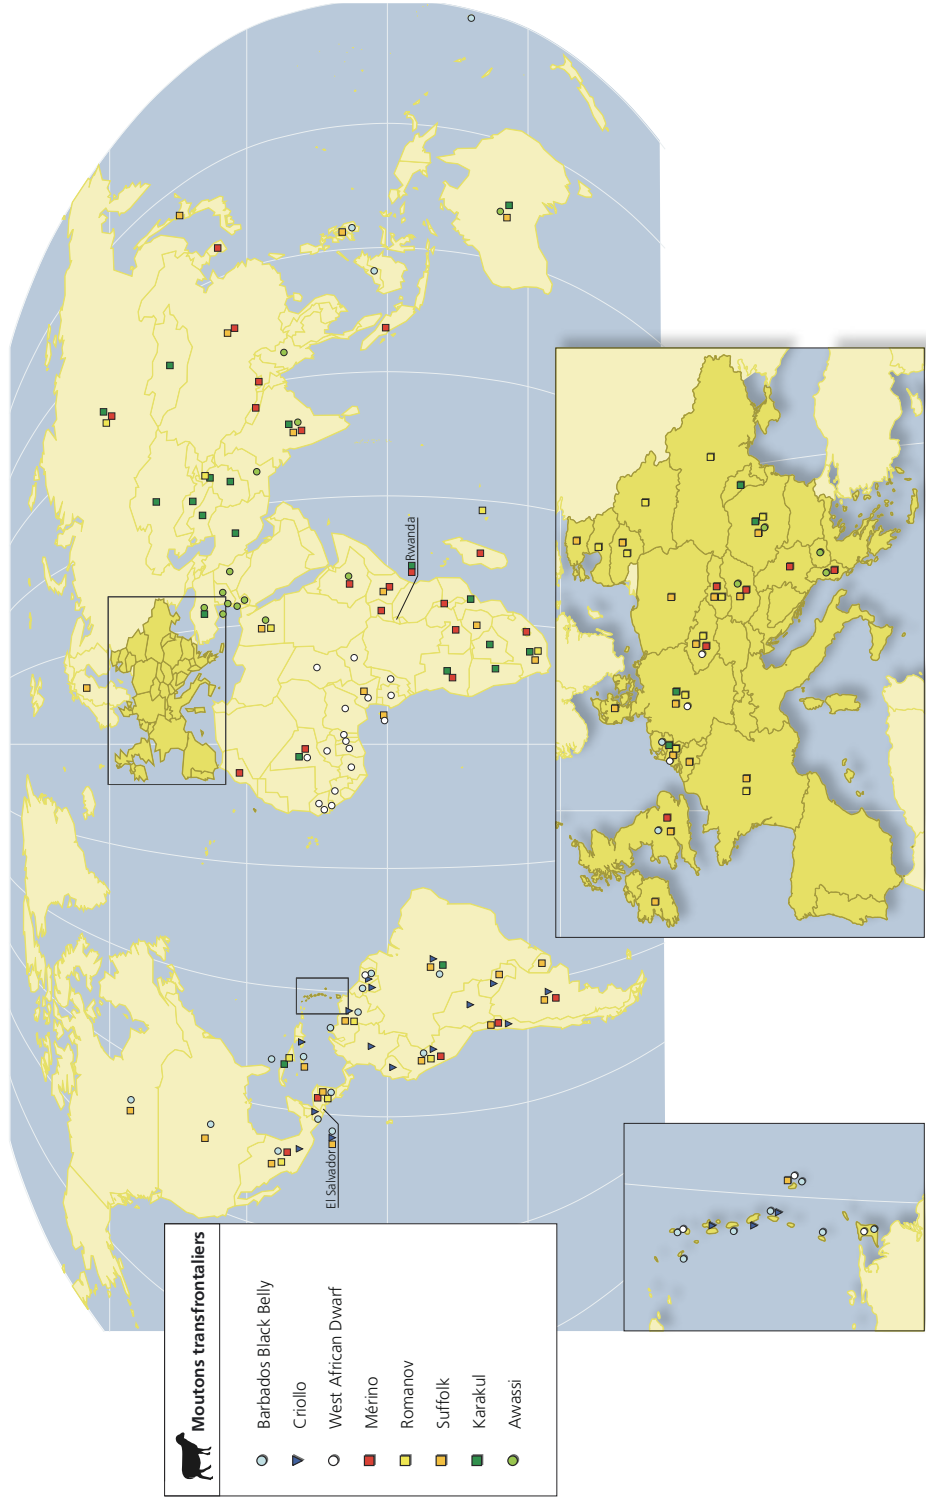 Moutons transfrontaliers
Barbados Black Belly
Criollo
West African Dwarf
Mérino
Romanov
Suffolk
Karakul
Awassi
El Salvador
Rwanda